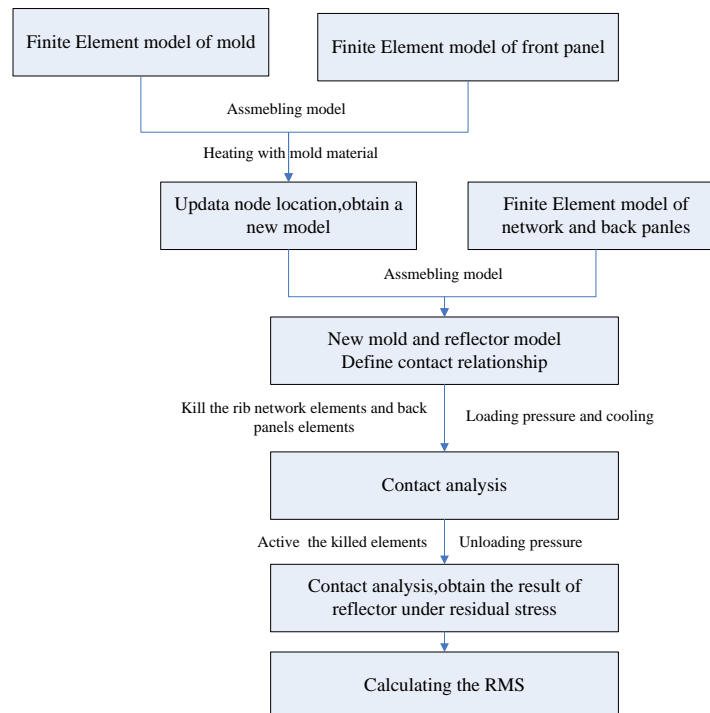 Finite Element model of mold
Finite Element model of front panel
Assmebling model
Heating with mold material
Updata node location,obtain a
new model
Finite Element model of
network and back panles
Assmebling model
New mold and reflector model
Define contact relationship
Kill the rib network elements and back
panels elements
Loading pressure and cooling
Contact analysis
Active the killed elements
Unloading pressure
Contact analysis,obtain the result of
reflector under residual stress
Calculating the RMS